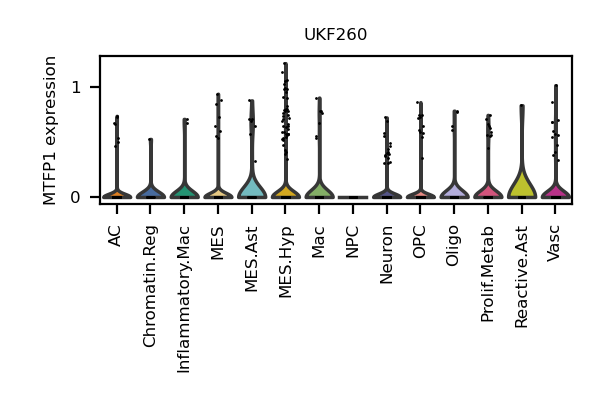 UKF260
MTFP1 expression
1
0
AC
Chromatin.Reg
Inflammatory.Mac
MES
MES.Ast
MES.Hyp
Mac
NPC
Neuron
OPC
Oligo
Prolif.Metab
Reactive.Ast
Vasc